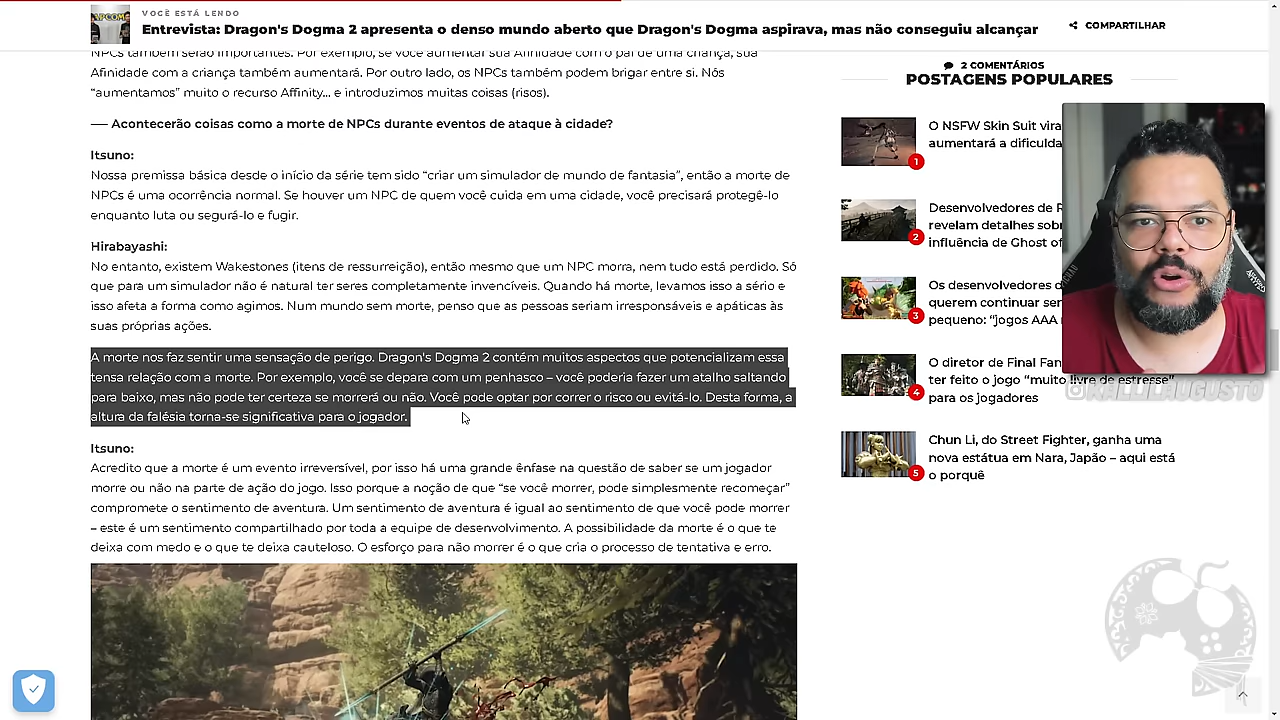 VOCÊ ESTÁ LENDO
Entrevista: Dragon's Dogma 2 apresenta o denso mundo aberto que Dragon's Dogma aspirava, mas não conseguiu alcançar
COMPARTILHAR
NPCs também serão importantes. Por exemplo, se você aumentar sua Afinidade com o pai de uma criança, sua
Afinidade com a criança também aumentará. Por outro lado, os NPCs também podem brigar entre si. Nós
“aumentamos” muito o recurso Affinity... e introduzimos muitas coisas (risos).
── Acontecerão coisas como a morte de NPCs durante eventos de ataque à cidade?
Itsuno:
Nossa premissa básica desde o início da série tem sido “criar um simulador de mundo de fantasia”, então a morte de
NPCs é uma ocorrência normal. Se houver um NPC de quem você cuida em uma cidade, você precisará protegê-lo
enquanto luta ou segurá-lo e fugir.
Hirabayashi:
No entanto, existem Wakestones (itens de ressurreição), então mesmo que um NPC morra, nem tudo está perdido. Só
que para um simulador não é natural ter seres completamente invencíveis. Quando há morte, levamos isso a sério e
isso afeta a forma como agimos. Num mundo sem morte, penso que as pessoas seriam irresponsáveis e apáticas às
suas próprias ações.
A morte nos faz sentir uma sensação de perigo. Dragon's Dogma 2 contém muitos aspectos que potencializam essa
tensa relação com a morte. Por exemplo, você se depara com um penhasco – você poderia fazer um atalho saltando
para baixo, mas não pode ter certeza se morrerá ou não. Você pode optar por correr o risco ou evitá-lo. Desta forma, a
altura da falésia torna-se significativa para o jogador.
Itsuno:
Acredito que a morte é um evento irreversível, por isso há uma grande ênfase na questão de saber se um jogador
morre ou não na parte de ação do jogo. Isso porque a noção de que “se você morrer, pode simplesmente recomeçar”
compromete o sentimento de aventura. Um sentimento de aventura é igual ao sentimento de que você pode morrer
– este é um sentimento compartilhado por toda a equipe de desenvolvimento. A possibilidade da morte é o que te
deixa com medo e o que te deixa cauteloso. O esforço para não morrer é o que cria o processo de tentativa e erro.
2 COMENTÁRIOS
POSTAGENS POPULARES
O NSFW Skin Suit vira
aumentará a dificulda
1
Desenvolvedores de R
revelam detalhes sob
influência de Ghost of
2
Os desenvolvedores d
querem continuar ser
pequeno: “jogos AAA
3
O diretor de Final Fan
ter feito o jogo “muito livre de estresse”
para os jogadores
4
Chun Li, do Street Fighter, ganha uma
nova estátua em Nara, Japão – aqui está
o porquê
5
@KALLILAUGUSTO